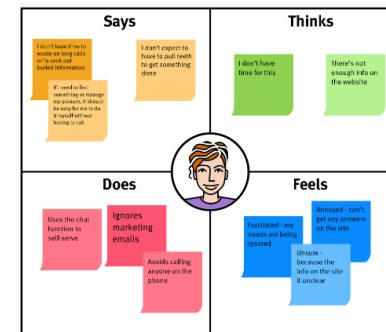 Says
I don't have time to
waste on long calls
or to seek out
buried information.
If i need to find
something or manage
my account, it should
be easy for me to do
it myself without
having to call
I don't expect to
have to pull teeth
to get something
done
Thinks
I don't have
time for this
There's not
enough info on
the website
Does
Uses the chat
function to
self-serve
Ignores
marketing
emails
Avoids calling
anyone on the
phone
Feels
Frustrated - my
needs are being
ignored
Annoyed - can't
get any answers
on the site
Unsure -
because the
info on the site
it unclear